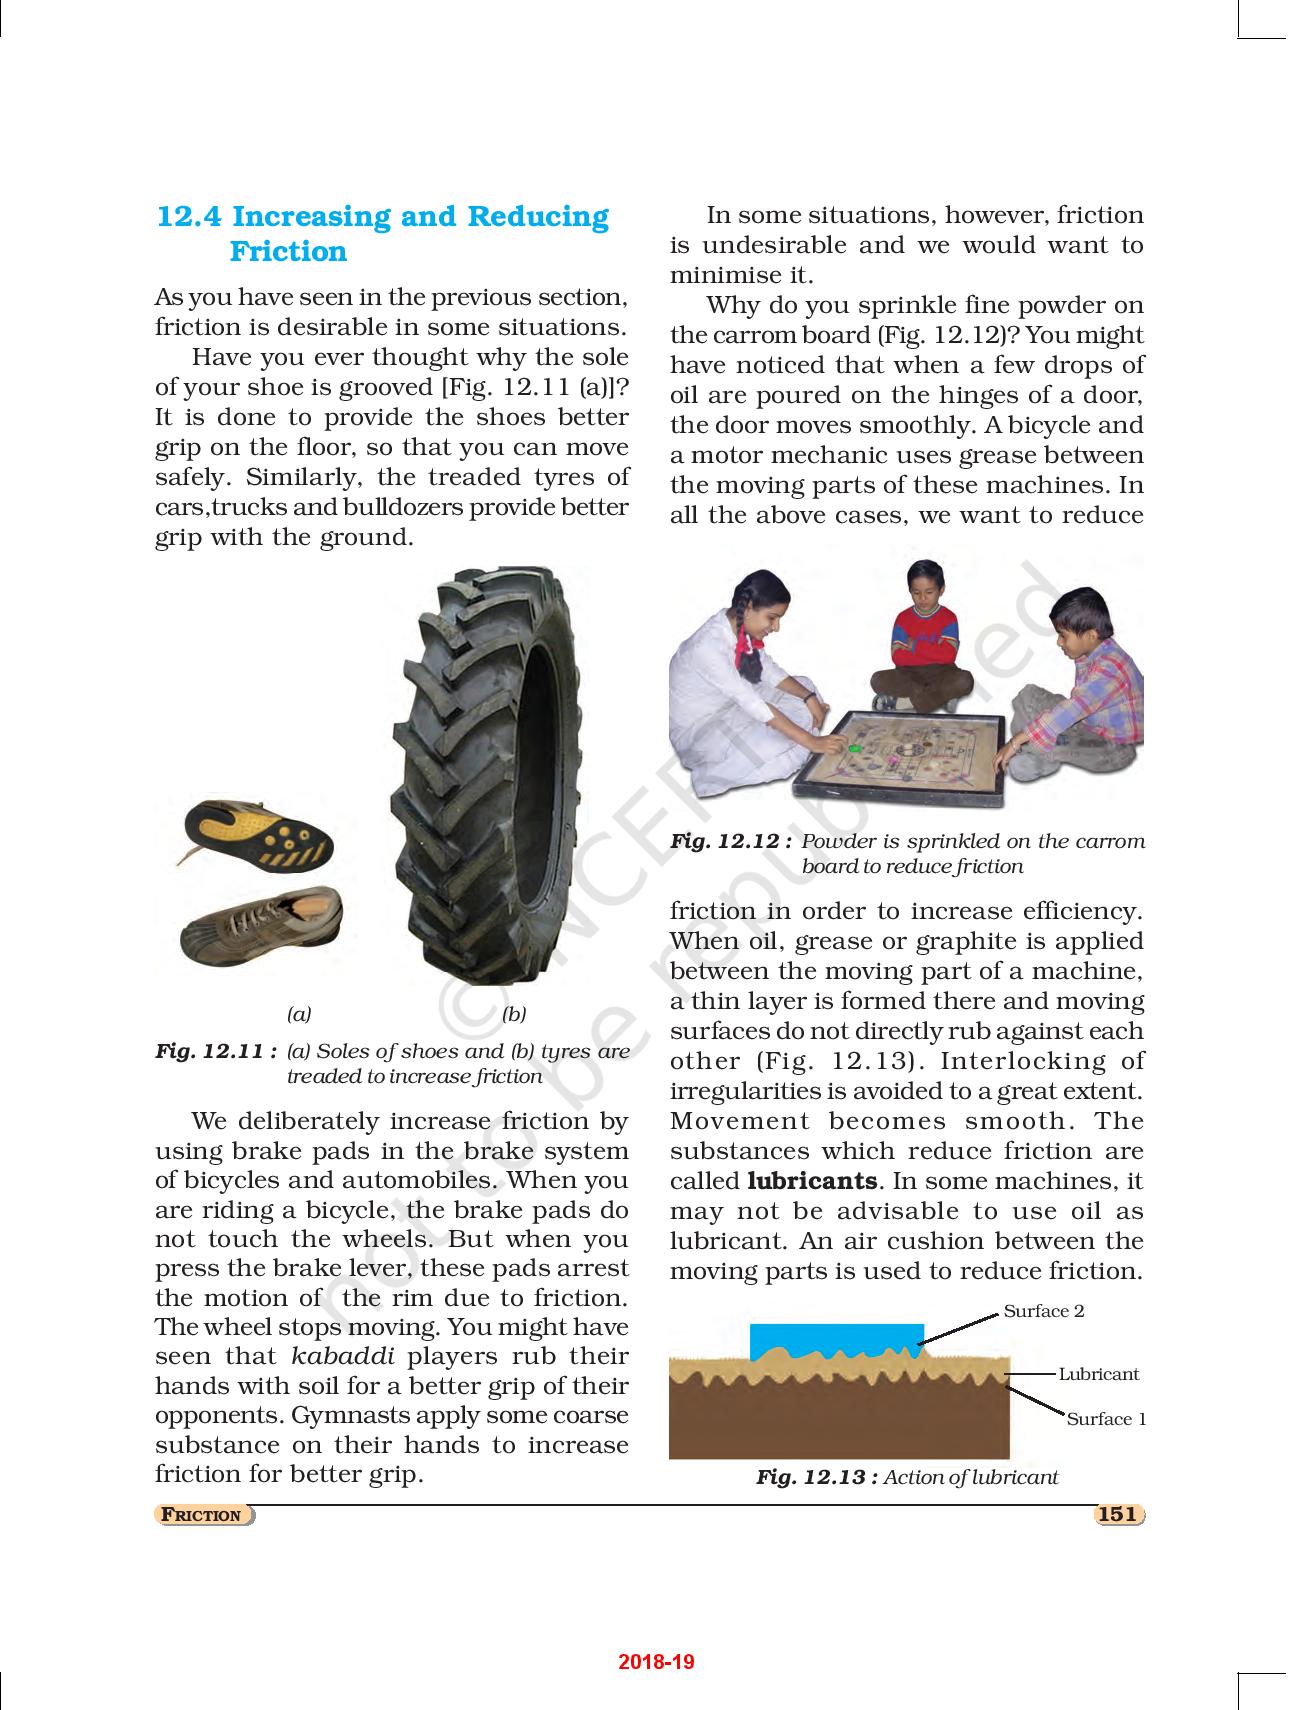 12.4 Increasing and Reducing
Friction
As you have seen in the previous section,
friction is desirable in some situations.
Have you ever thought why the sole
of your shoe is grooved [Fig. 12.11 (a)]?
It is done to provide the shoes better
grip on the floor, so that you can move
safely. Similarly, the treaded tyres of
cars,trucks and bulldozers provide better
grip with the ground.
(a) (b)
Fig. 12.11 : (a) Soles of shoes and (b) tyres are
treaded to increase friction
We deliberately increase friction by
using brake pads in the brake system
of bicycles and automobiles. When you
are riding a bicycle, the brake pads do
not touch the wheels. But when you
press the brake lever, these pads arrest
the motion of the rim due to friction.
The wheel stops moving. You might have
seen that kabaddi players rub their
hands with soil for a better grip of their
opponents. Gymnasts apply some coarse
substance on their hands to increase
friction for better grip.
In some situations, however, friction
is undesirable and we would want to
minimise it.
Why do you sprinkle fine powder on
the carrom board (Fig. 12.12)? You might
have noticed that when a few drops of
oil are poured on the hinges of a door,
the door moves smoothly. A bicycle and
a motor mechanic uses grease between
the moving parts of these machines. In
all the above cases, we want to reduce
Fig. 12.12 : Powder is sprinkled on the carrom
board to reduce friction
friction in order to increase efficiency.
When oil, grease or graphite is applied
between the moving part of a machine,
a thin layer is formed there and moving
surfaces do not directly rub against each
other (Fig. 12.13). Interlocking of
irregularities is avoided to a great extent.
Movement becomes smooth. The
substances which reduce friction are
called lubricants. In some machines, it
may not be advisable to use oil as
lubricant. An air cushion between the
moving parts is used to reduce friction.
Surface 2
Lubricant
Surface 1
Fig. 12.13 : Action of lubricant
FRICTION
151
© NCERT
not to be republished
2018-19